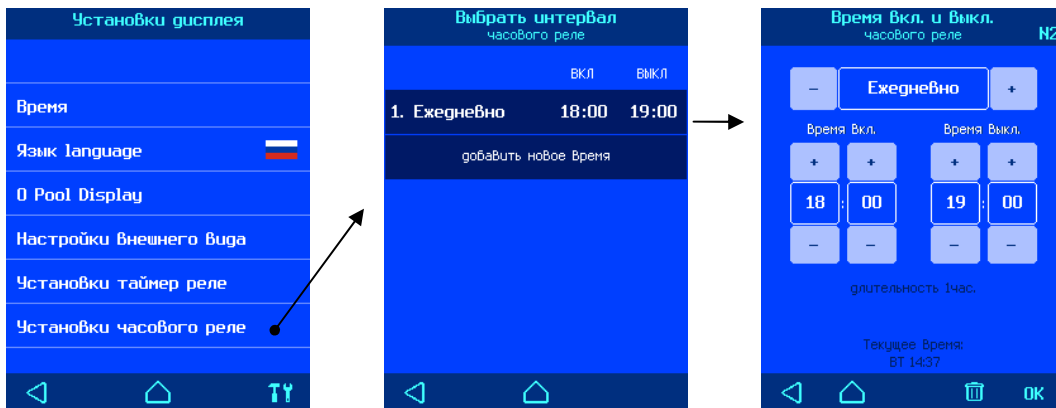 Установки дисплея
Время
Язык language
О Pool Display
Настройки внешнего вида
Установки таймер реле
Установки часового реле
Выбрать интервал
часового реле
ВКЛ ВЫКЛ
1. Ежедневно 18:00 19:00
добавить новое время
Время Вкл. и Выкл.
часового реле
N2
- Ежедневно +
Время Вкл. Время Выкл.
+ + + +
18 : 00 19 : 00
- - - -
длительность 1час.
Текущее время:
ВТ 14:37
OK